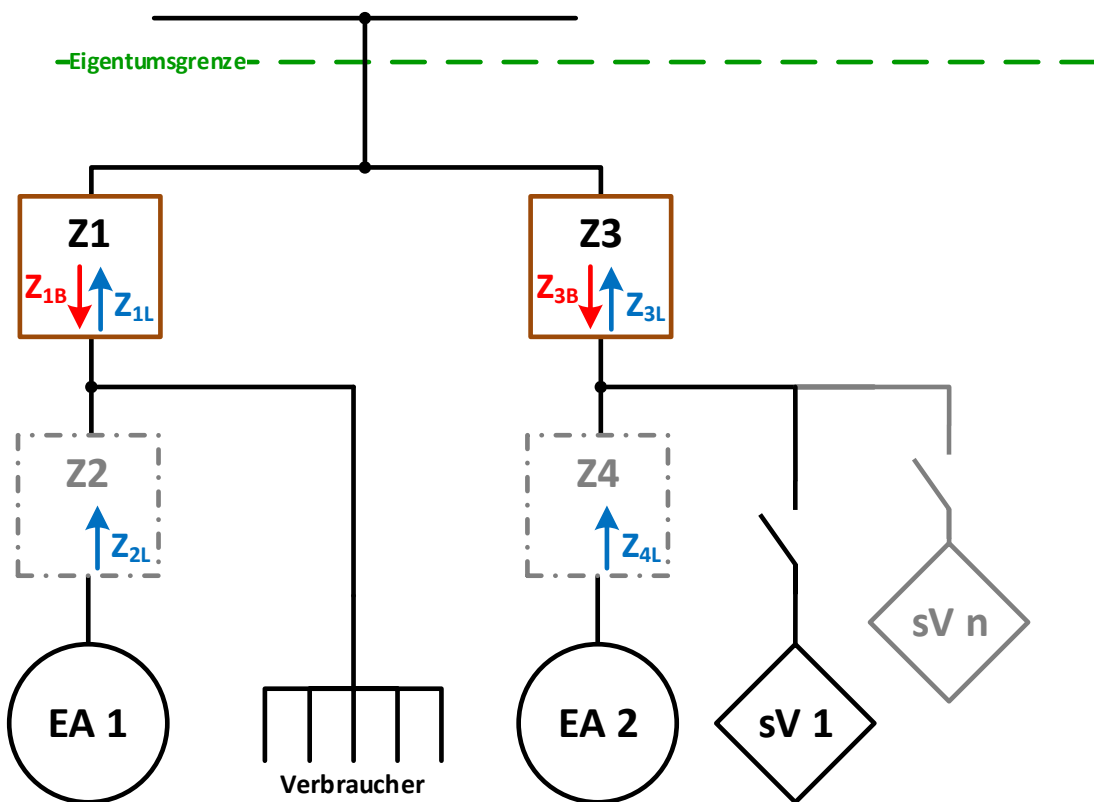 Eigentumsgrenze
Z1
Z3
Z1B
Z1L
Z3B
Z3L
Z2
Z4
Z2L
Z4L
sV n
EA 1
EA 2
sV 1
Verbraucher